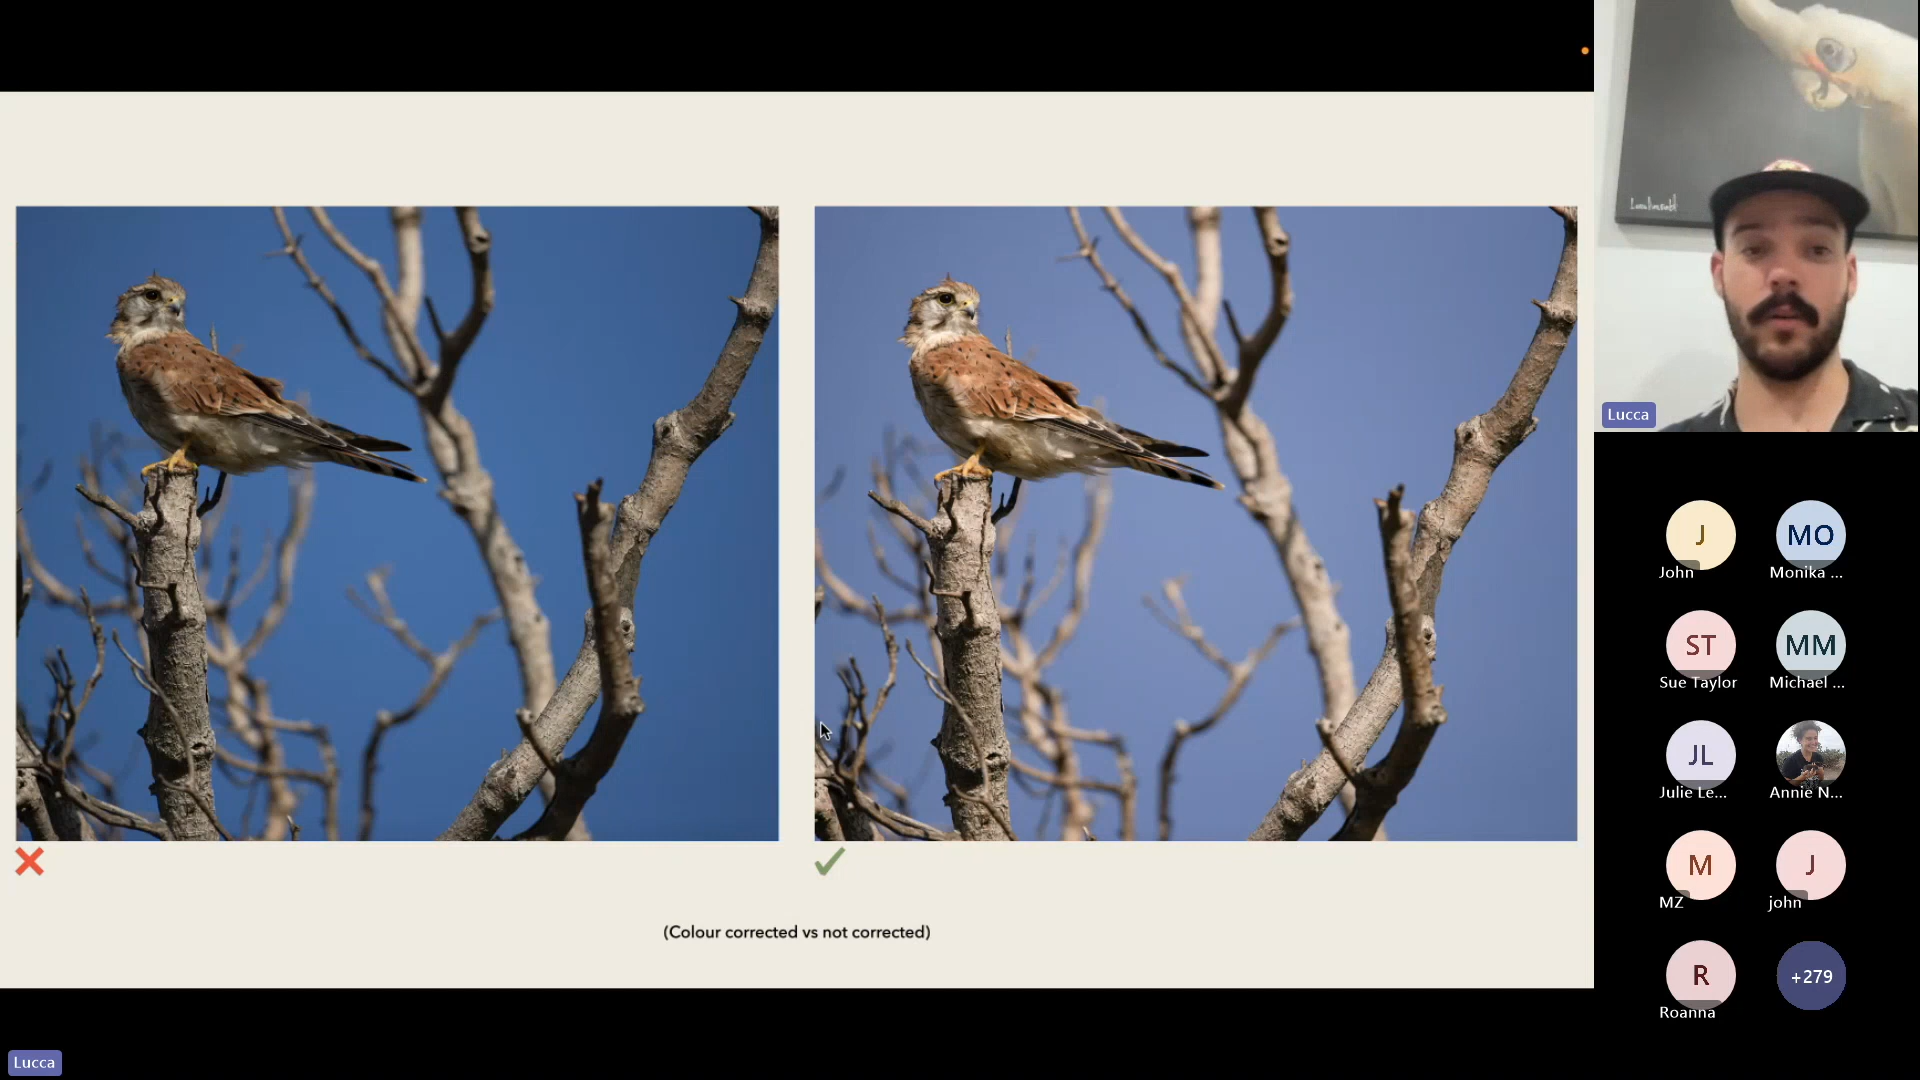 (Colour corrected vs not corrected)
Lucca
Lucca
J
John
MO
Monika ...
ST
Sue Taylor
MM
Michael ...
JL
Julie Le...
Annie N...
M
MZ
J
john
R
Roanna
+279